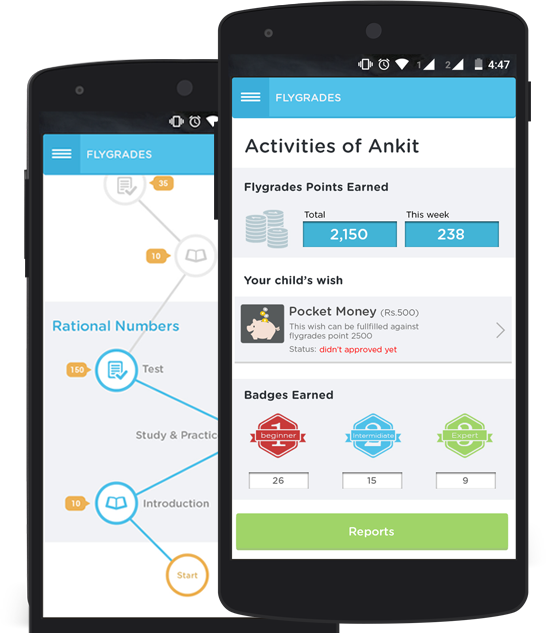 FLYGRADES
35
10
Rational Numbers
150
Test
Study & Practic
10
Introduction
Start
1
2
4:47
FLYGRADES
Activities of Ankit
Flygrades Points Earned
Total
This week
2,150
238
Your child's wish
Pocket Money (Rs.500)
This wish can be fullfilled against
flygrades point 2500
Status: didn't approved yet
Badges Earned
1
beginner
2
Intermidiate
3
Expert
26
15
9
Reports